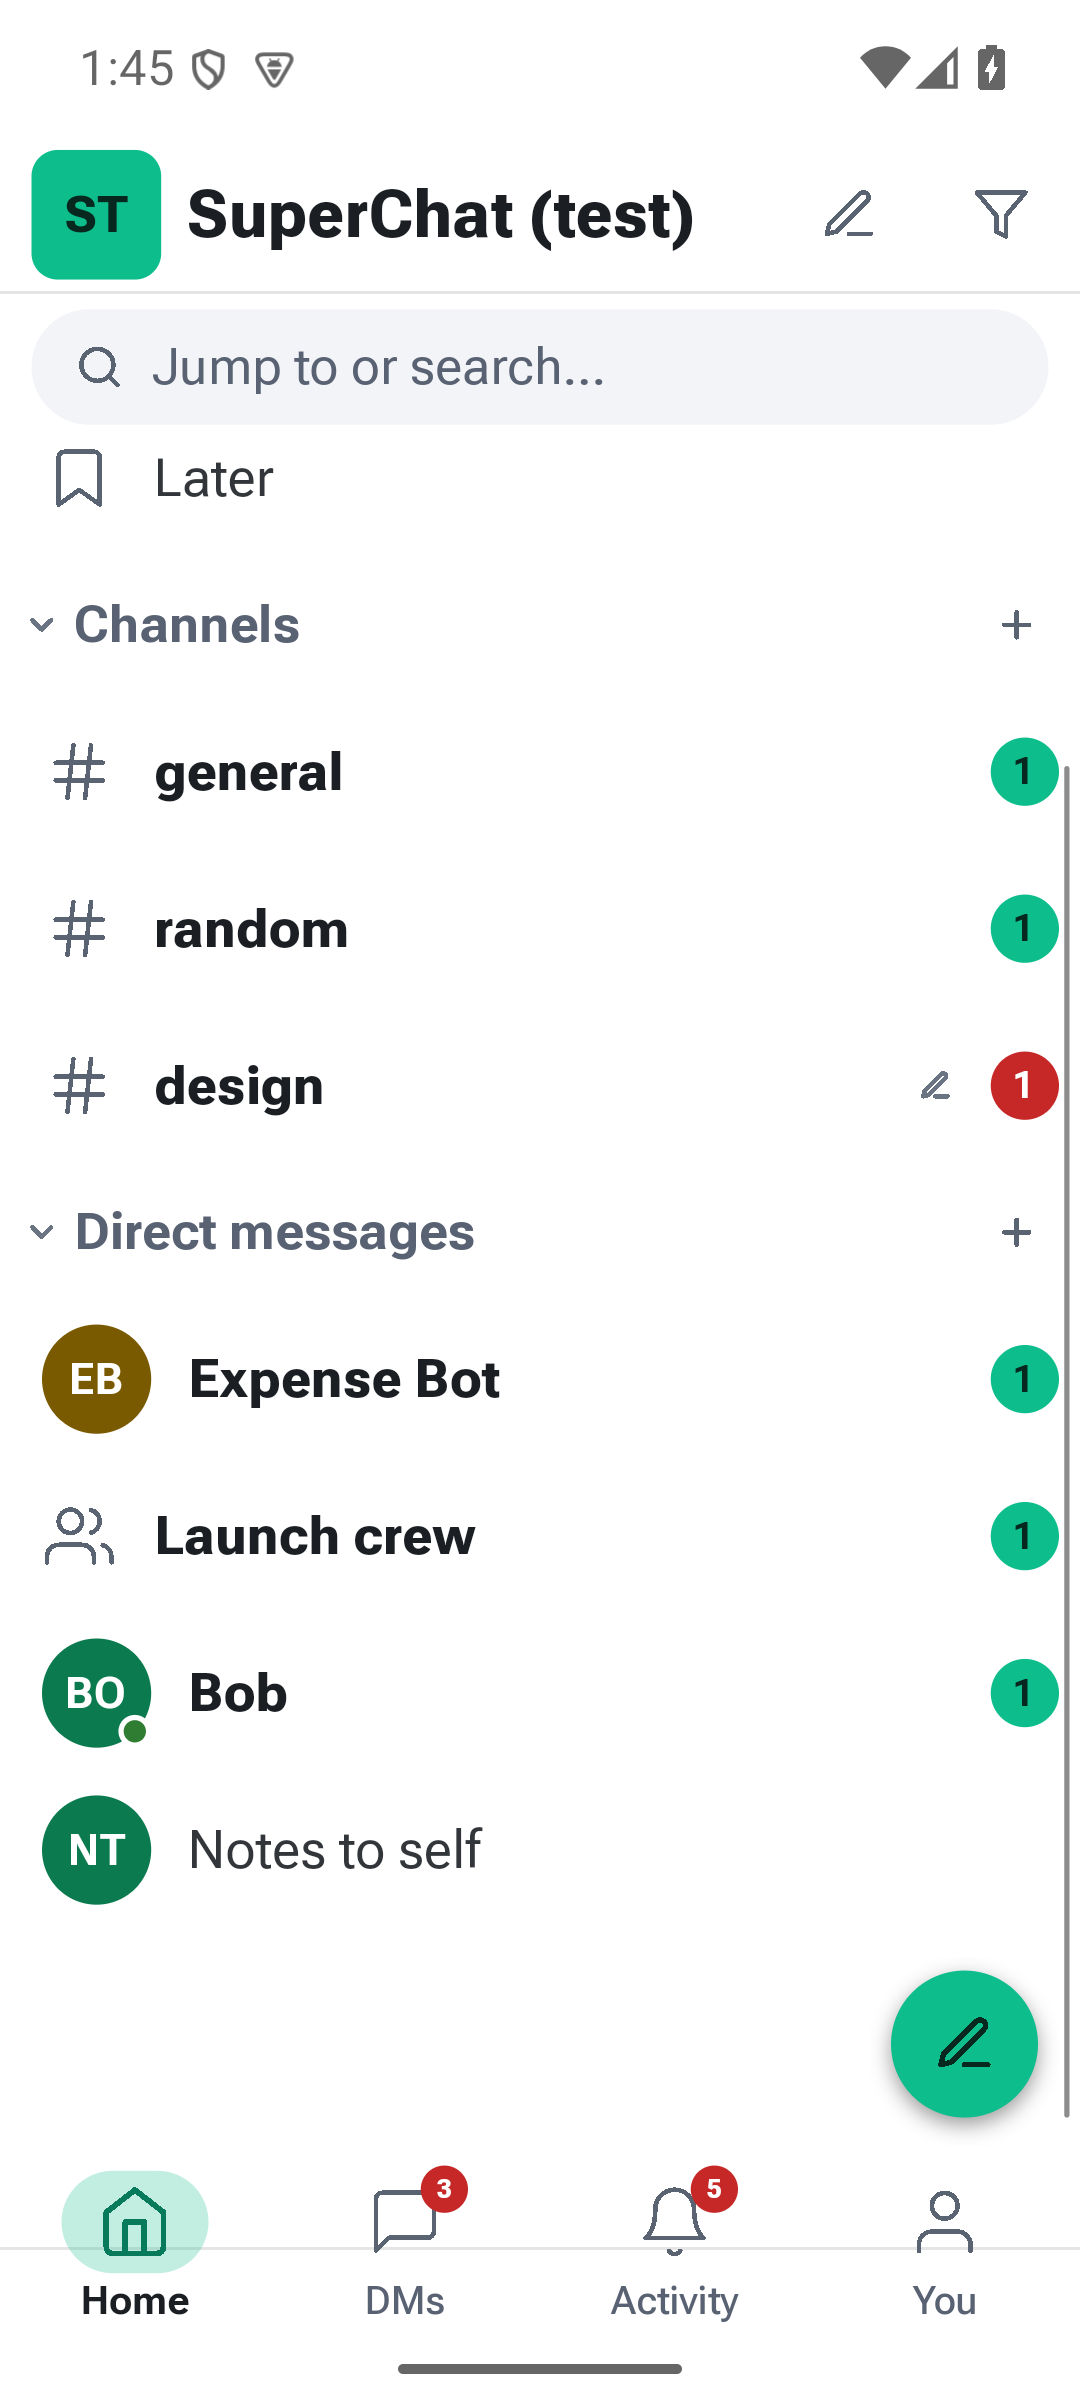 1:45
ST SuperChat (test)
Jump to or search...
Later
Channels
general 1
random 1
design 1
Direct messages
EB Expense Bot 1
Launch crew 1
BO Bob 1
NT Notes to self
3 5
Home DMs Activity You